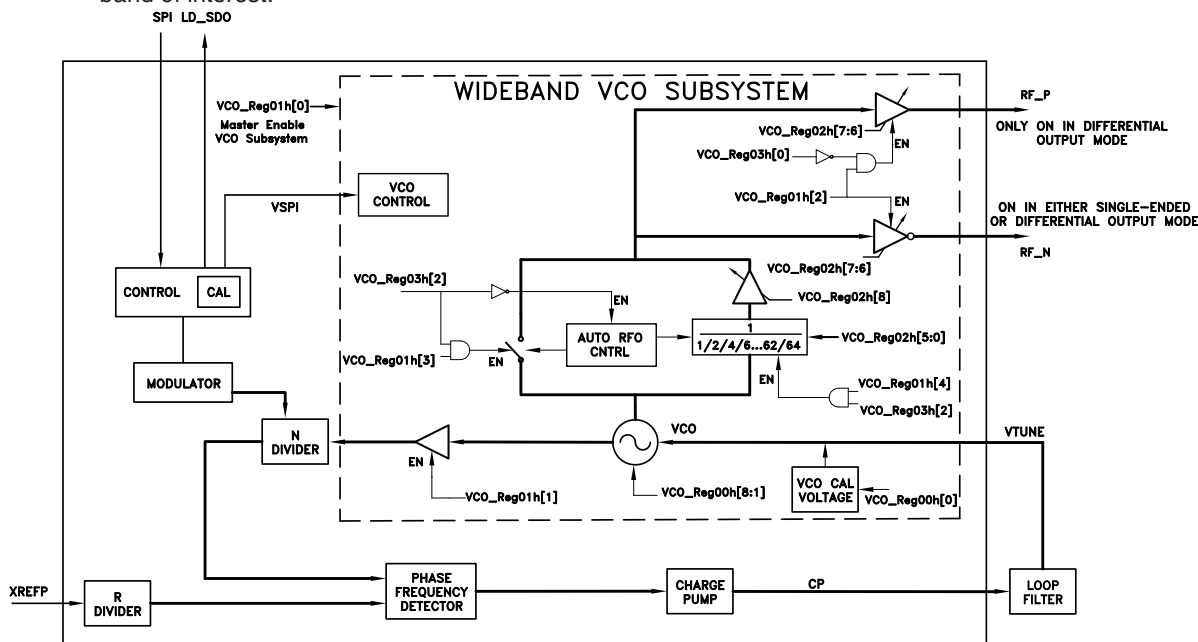 band of interest.
SPI LD_SDO
WIDEBAND VCO SUBSYSTEM
VCO_Reg01h[0]
Master Enable
VCO Subsystem
VCO_Reg02h[7:6]
EN
RF_P
ONLY ON IN DIFFERENTIAL
OUTPUT MODE
VCO_Reg03h[0]
VCO
CONTROL
VSPI
VCO_Reg01h[2]
EN
ON IN EITHER SINGLE-ENDED
OR DIFFERENTIAL OUTPUT MODE
RF_N
VCO_Reg02h[7:6]
CONTROL
CAL
VCO_Reg03h[2]
EN
VCO_Reg02h[8]
AUTO RFO
CNTRL
1
1/2/4/6...62/64
VCO_Reg02h[5:0]
VCO_Reg01h[3]
EN
MODULATOR
EN
VCO_Reg01h[4]
VCO_Reg03h[2]
N
DIVIDER
EN
VCO
VTUNE
VCO_Reg01h[1]
VCO_Reg00h[8:1]
VCO CAL
VOLTAGE
VCO_Reg00h[0]
XREFP
R
DIVIDER
PHASE
FREQUENCY
DETECTOR
CHARGE
PUMP
CP
LOOP
FILTER